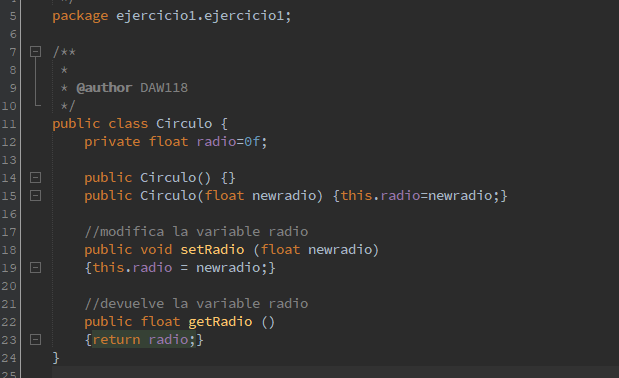 */
5 package ejercicio1.ejercicio1;
6
7 /**
8 *
9 * @author DAW118
10 */
11 public class Circulo {
12 private float radio=0f;
13
14 public Circulo() {}
15 public Circulo(float newradio) {this.radio=newradio;}
16
17 //modifica la variable radio
18 public void setRadio (float newradio)
19 {this.radio = newradio;}
20
21 //devuelve la variable radio
22 public float getRadio ()
23 {return radio;}
24 }
25